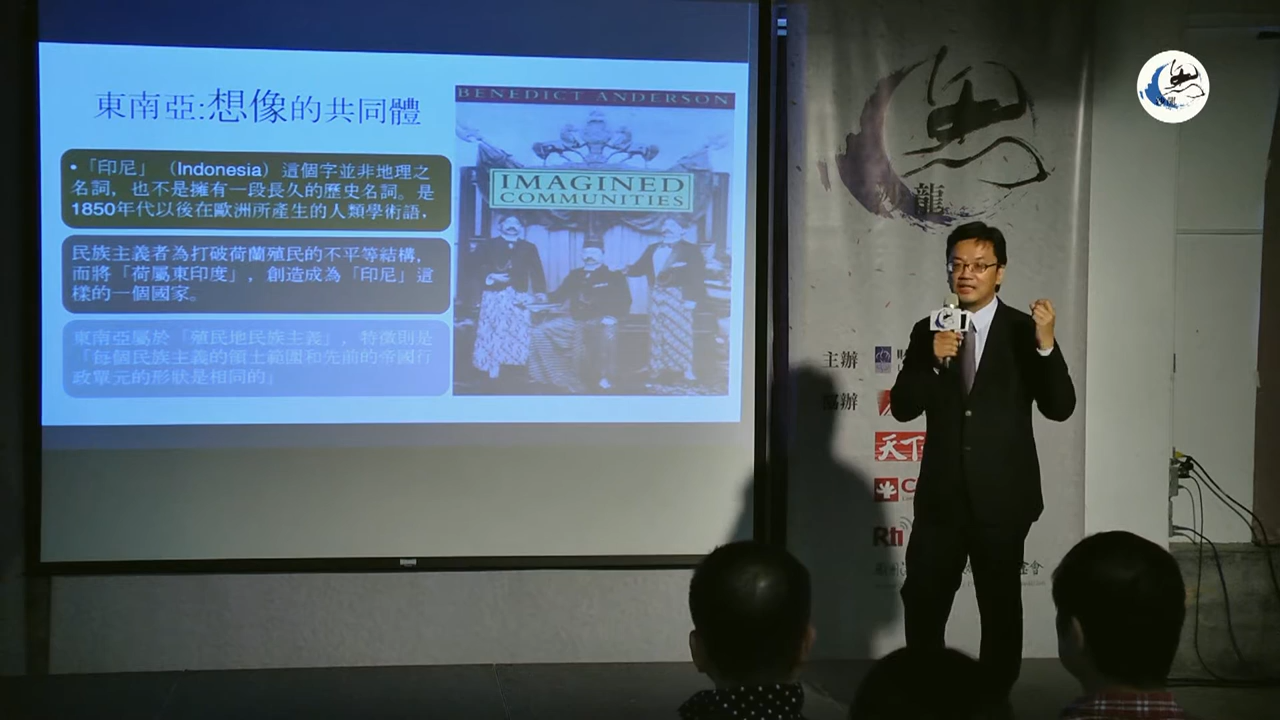 東南亞:想像的共同體
•「印尼」（Indonesia）這個字並非地理之
名詞，也不是擁有一段長久的歷史名詞。是
1850年代以後在歐洲所產生的人類學術語，
民族主義者為打破荷蘭殖民的不平等結構，
而將「荷屬東印度」，創造成為「印尼」這
樣的一個國家。
東南亞屬於「殖民地民族主義」，特徵則是
「每個民族主義的領土範圍和先前的帝國行
政單元的形狀是相同的」
BENEDICT ANDERSON
IMAGINED
COMMUNITIES
龍
主辦
協辦
天下
Rti